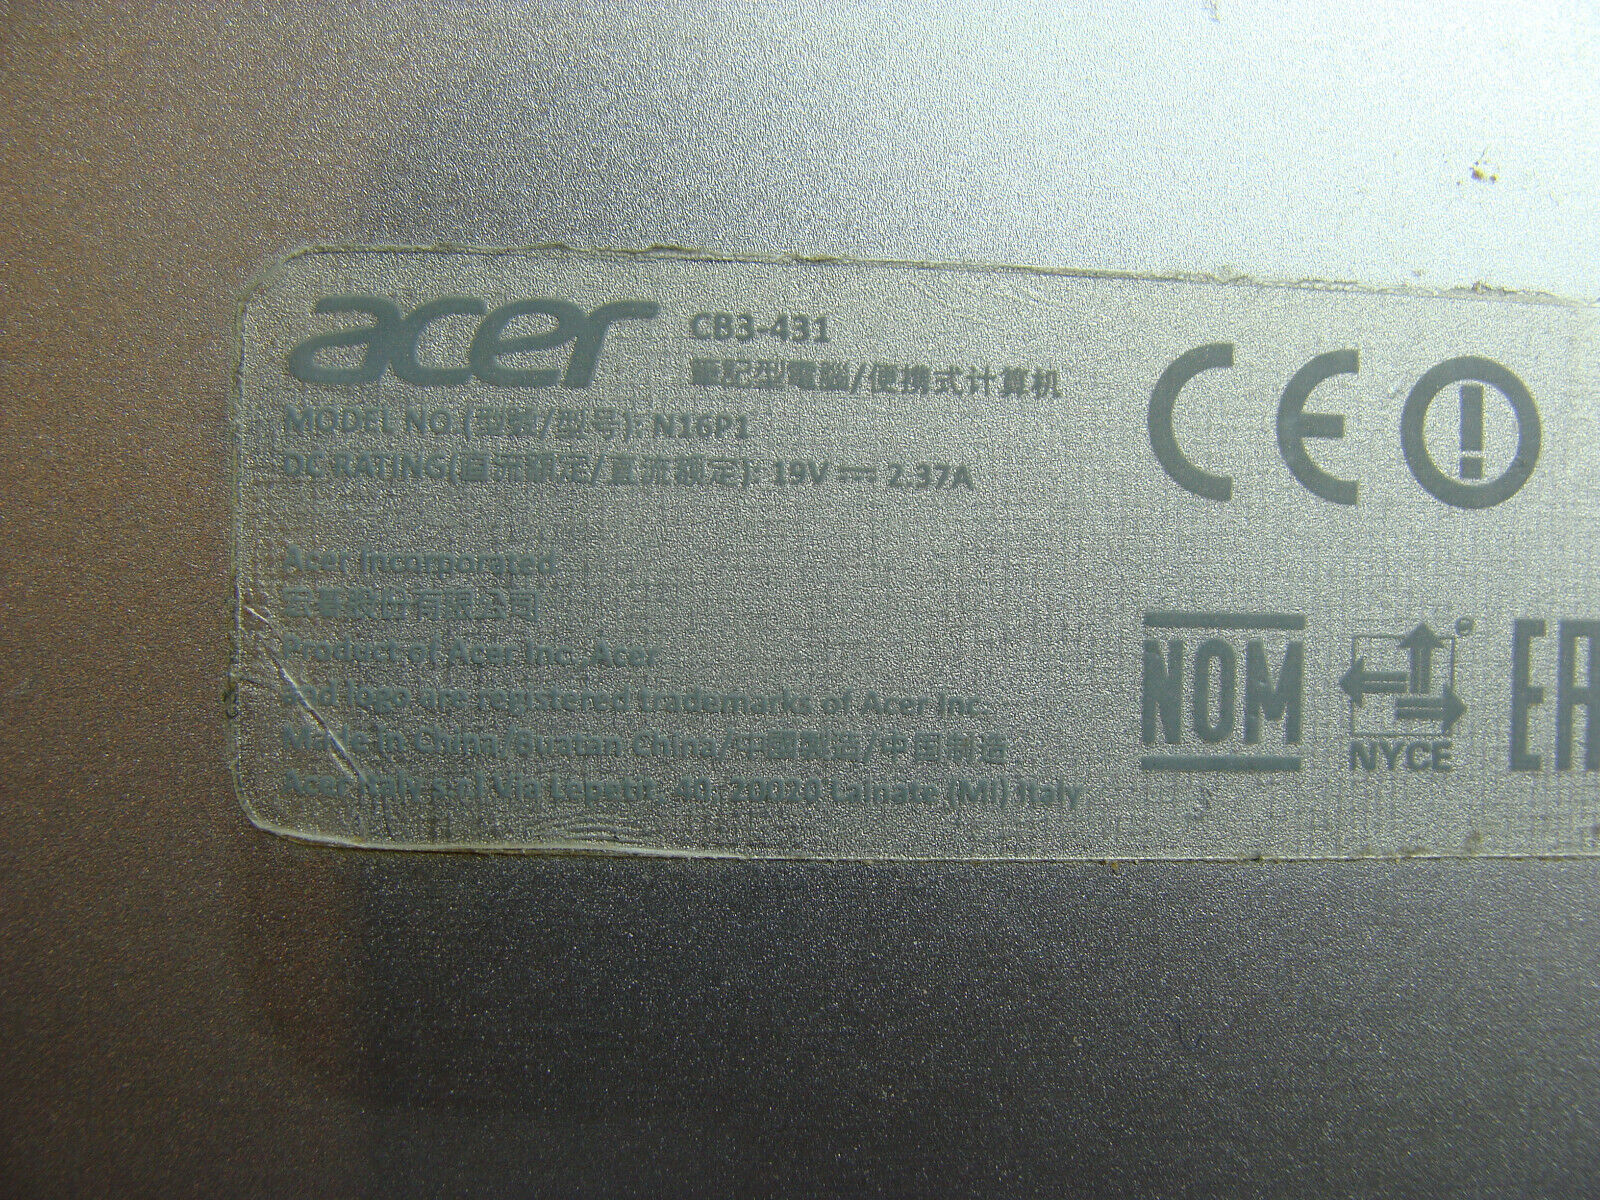 acer CB3-431
筆記型電腦/便携式计算机
MODEL NO.(型號/型号): N16P1
DC RATING(直流額定/直流额定): 19V ⎓ 2.37A
CE
Acer Incorporated.
宏碁股份有限公司
Product of Acer Inc. Acer
and logo are registered trademarks of Acer Inc.
Made in China/Buatan China/中國製造/中国制造
Acer Italy s.r.l Via Lepetit, 40, 20020 Lainate (MI) Italy
NOM
NYCE